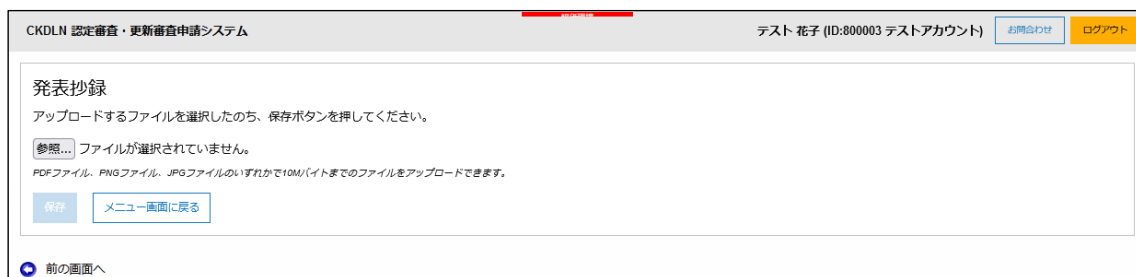 CKDLN 認定審査・更新審査申請システム
テスト 花子 (ID:800003 テストアカウント)
お問合わせ
ログアウト
発表抄録
アップロードするファイルを選択したのち、保存ボタンを押してください。
参照... ファイルが選択されていません。
PDFファイル、PNGファイル、JPGファイルのいずれかで10Mバイトまでのファイルをアップロードできます。
保存
メニュー画面に戻る
前の画面へ